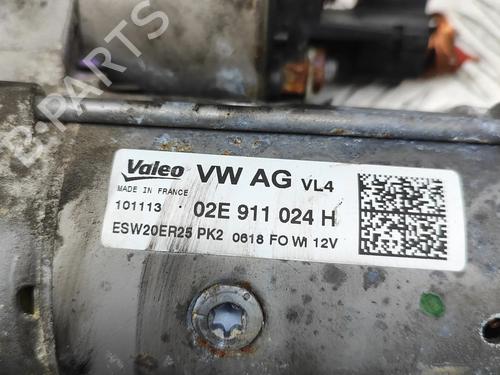 Valeo VW AG VL4
MADE IN FRANCE
101113 02E 911 024 H
ESW20ER25 PK2 0618 FO WI 12V
B-PARTS